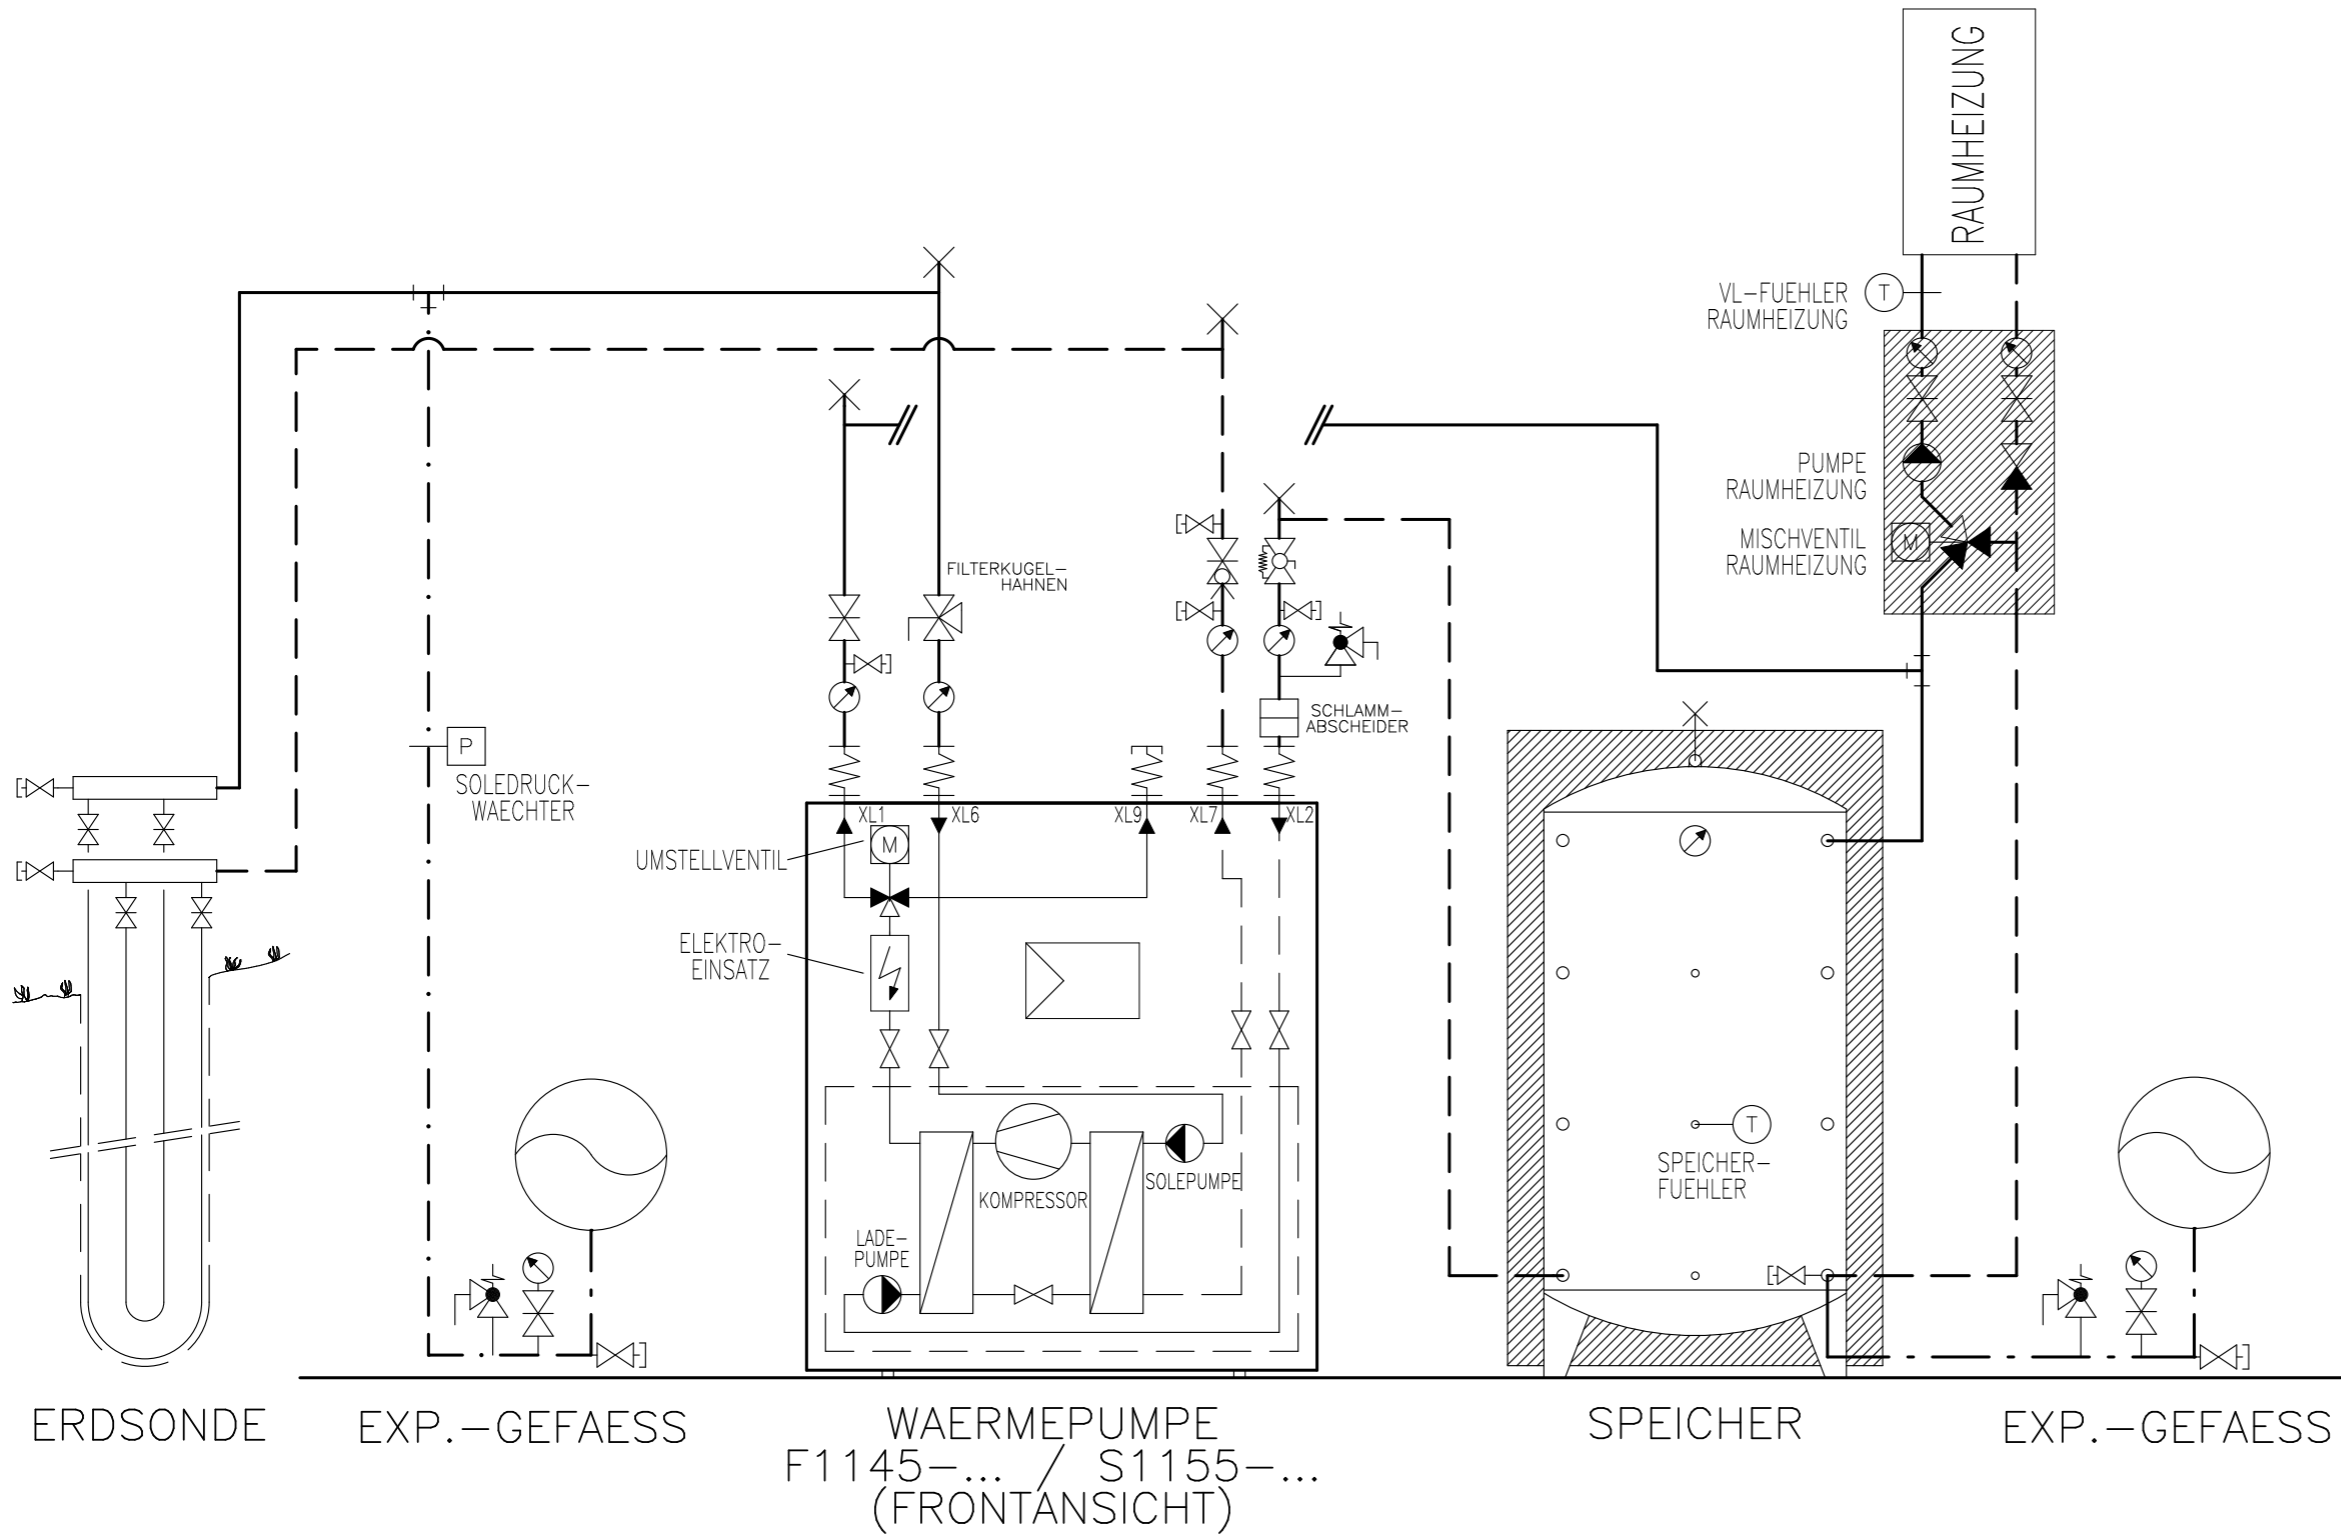 RAUMHEIZUNG
VL-FUEHLER
RAUMHEIZUNG
T
PUMPE
RAUMHEIZUNG
MISCHVENTIL
RAUMHEIZUNG
M
FILTERKUGEL-
HAHNEN
SCHLAMM-
ABSCHEIDER
P
SOLEDRUCK-
WAECHTER
XL1
XL6
XL9
XL7
XL2
M
UMSTELLVENTIL
ELEKTRO-
EINSATZ
KOMPRESSOR
SOLEPUMPE
LADE-
PUMPE
T
SPEICHER-
FUEHLER
ERDSONDE
EXP.-GEFAESS
WAERMEPUMPE
F1145-... / S1155-...
(FRONTANSICHT)
SPEICHER
EXP.-GEFAESS